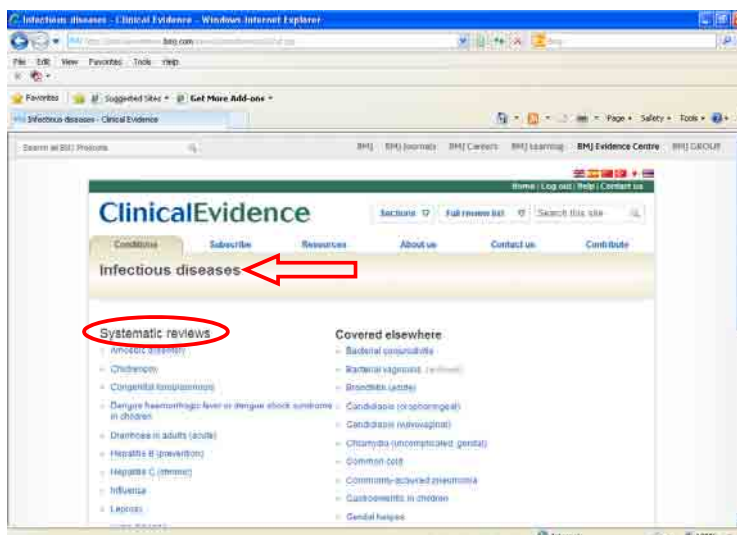 Infectious diseases - Clinical Evidence - Windows Internet Explorer
File Edit View Favorites Tools Help
Favorites Suggested Sites Get More Add-ons
Infectious diseases - Clinical Evidence Page Safety Tools
Search all BMJ Products BMJ BMJ Journals BMJ Careers BMJ Learning BMJ Evidence Centre BMJ GROUP
Home | Log out | Help | Contact us
ClinicalEvidence Sections Full review list Search this site
Conditions Subscribe Resources About us Contact us Contribute
Infectious diseases
Systematic reviews
Amoebic dysentery
Chickenpox
Congenital toxoplasmosis
Dengue haemorrhagic fever or dengue shock syndrome
in children
Diarrhoea in adults (acute)
Hepatitis B (prevention)
Hepatitis C (chronic)
Influenza
Leprosy
Covered elsewhere
Bacterial conjunctivitis
Bacterial vaginosis
Bronchitis (acute)
Candidiasis (oropharyngeal)
Candidiasis (vulvovaginal)
Chlamydia (uncomplicated, genital)
Common cold
Community-acquired pneumonia
Gastroenteritis in children
Genital herpes